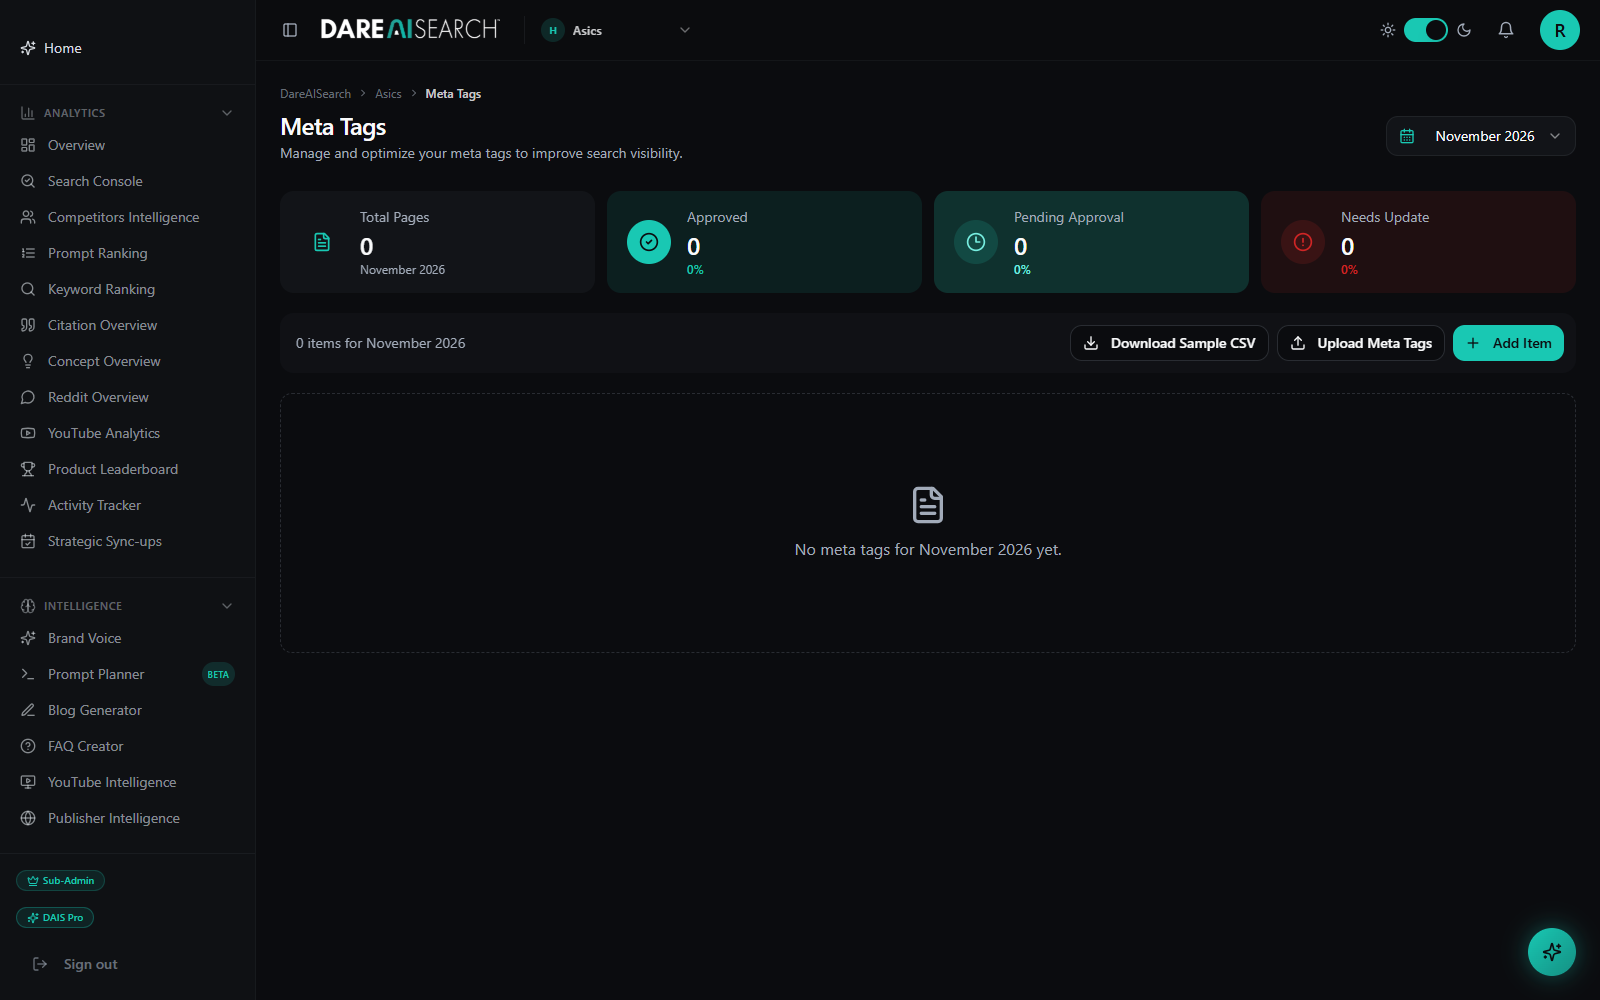 Home
ANALYTICS
Overview
Search Console
Competitors Intelligence
Prompt Ranking
Keyword Ranking
Citation Overview
Concept Overview
Reddit Overview
YouTube Analytics
Product Leaderboard
Activity Tracker
Strategic Sync-ups
INTELLIGENCE
Brand Voice
Prompt Planner BETA
Blog Generator
FAQ Creator
YouTube Intelligence
Publisher Intelligence
Sub-Admin
DAIS Pro
Sign out
DAREAISEARCH H Asics R
DareAISearch > Asics > Meta Tags
Meta Tags
Manage and optimize your meta tags to improve search visibility.
November 2026
Total Pages
0
November 2026
Approved
0
0%
Pending Approval
0
0%
Needs Update
0
0%
0 items for November 2026 Download Sample CSV Upload Meta Tags Add Item
No meta tags for November 2026 yet.